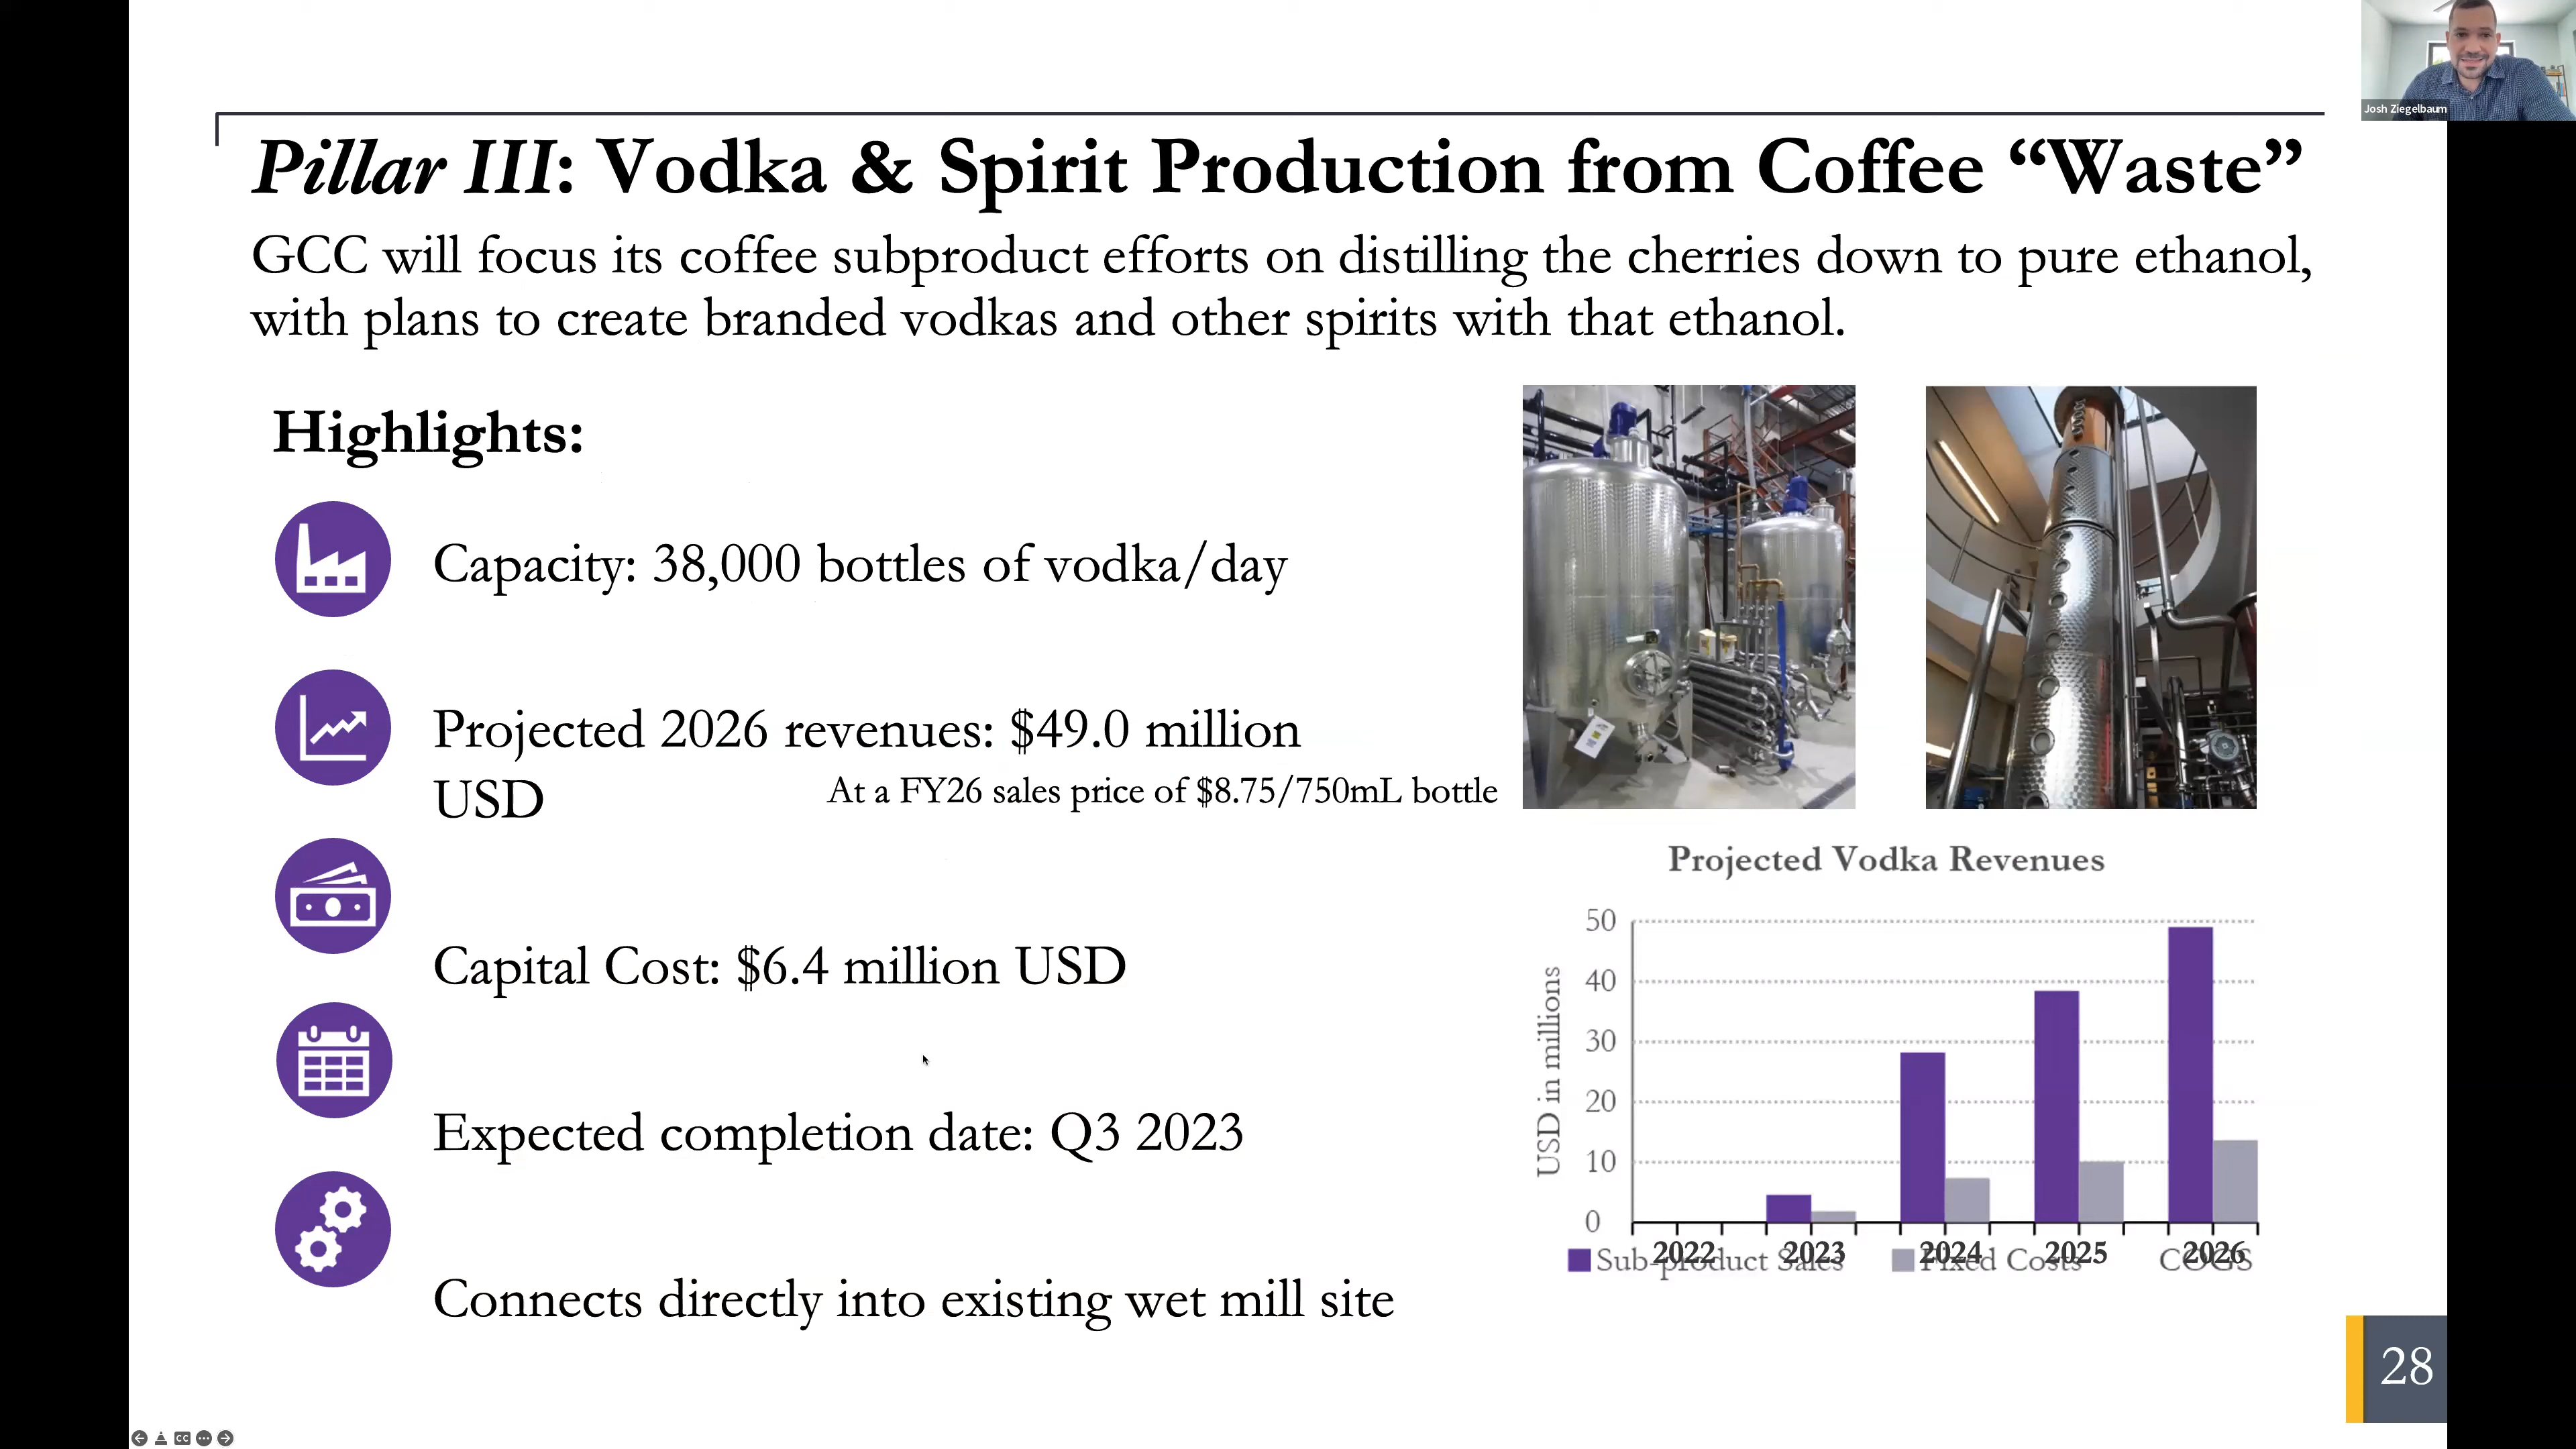 Josh Ziegelbaum
Pillar III: Vodka & Spirit Production from Coffee “Waste”
GCC will focus its coffee subproduct efforts on distilling the cherries down to pure ethanol,
with plans to create branded vodkas and other spirits with that ethanol.
Highlights:
Capacity: 38,000 bottles of vodka/day
Projected 2026 revenues: $49.0 million
USD
At a FY26 sales price of $8.75/750mL bottle
Capital Cost: $6.4 million USD
Expected completion date: Q3 2023
Connects directly into existing wet mill site
Projected Vodka Revenues
USD in millions
50
40
30
20
10
0
2022 2023 2024 2025 2026
Sub-product Sales Fixed Costs COGS
28
CC